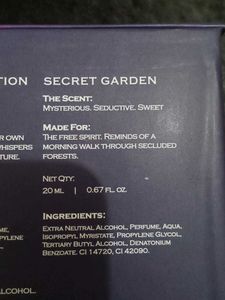 TION
SECRET GARDEN
THE SCENT:
MYSTERIOUS. SEDUCTIVE. SWEET
MADE FOR:
R OWN
THE FREE SPIRIT. REMINDS OF A
WHISPERS
MORNING WALK THROUGH SECLUDED
TURE.
FORESTS.
NET QTY:
20 ML | 0.67 FL. OZ.
INGREDIENTS:
EXTRA NEUTRAL ALCOHOL, PERFUME, AQUA,
ME,
ISOPROPYL MYRISTATE, PROPYLENE GLYCOL,
PYLENE
TERTIARY BUTYL ALCOHOL, DENATONIUM
BENZOATE. CI 14720, CI 42090.
ALCOHOL.